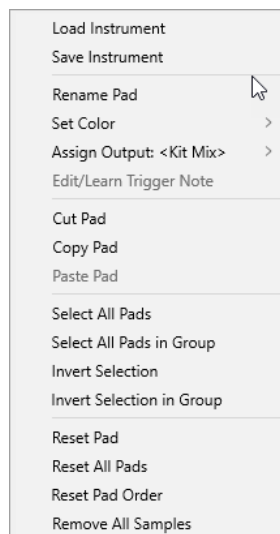 Load Instrument
Save Instrument
Rename Pad
Set Color
Assign Output: <Kit Mix>
Edit/Learn Trigger Note
Cut Pad
Copy Pad
Paste Pad
Select All Pads
Select All Pads in Group
Invert Selection
Invert Selection in Group
Reset Pad
Reset All Pads
Reset Pad Order
Remove All Samples